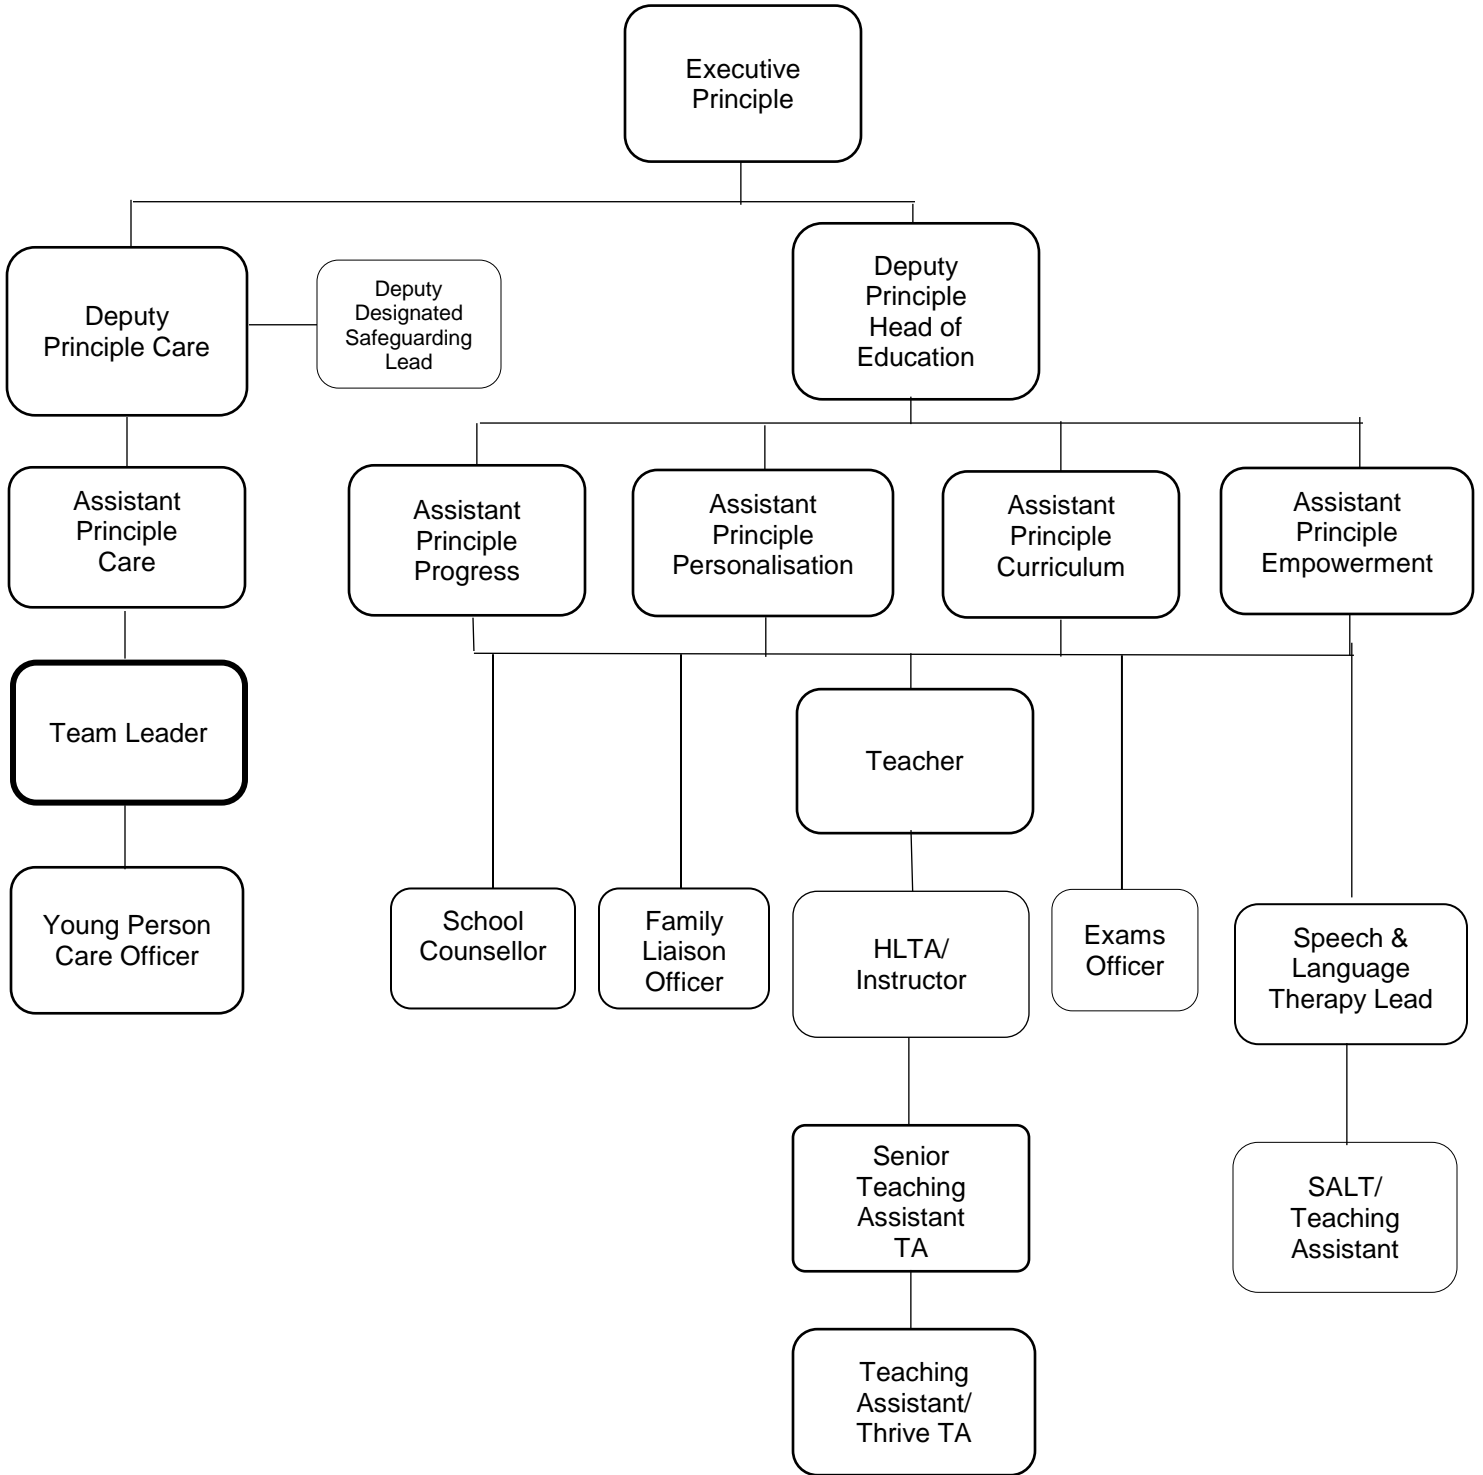 Executive
Principle
Deputy
Principle Care
Deputy
Designated
Safeguarding
Lead
Deputy
Principle
Head of
Education
Assistant
Principle
Care
Assistant
Principle
Progress
Assistant
Principle
Personalisation
Assistant
Principle
Curriculum
Assistant
Principle
Empowerment
Team Leader
Teacher
Young Person
Care Officer
School
Counsellor
Family
Liaison
Officer
HLTA/
Instructor
Exams
Officer
Speech &
Language
Therapy Lead
Senior
Teaching
Assistant
TA
SALT/
Teaching
Assistant
Teaching
Assistant/
Thrive TA